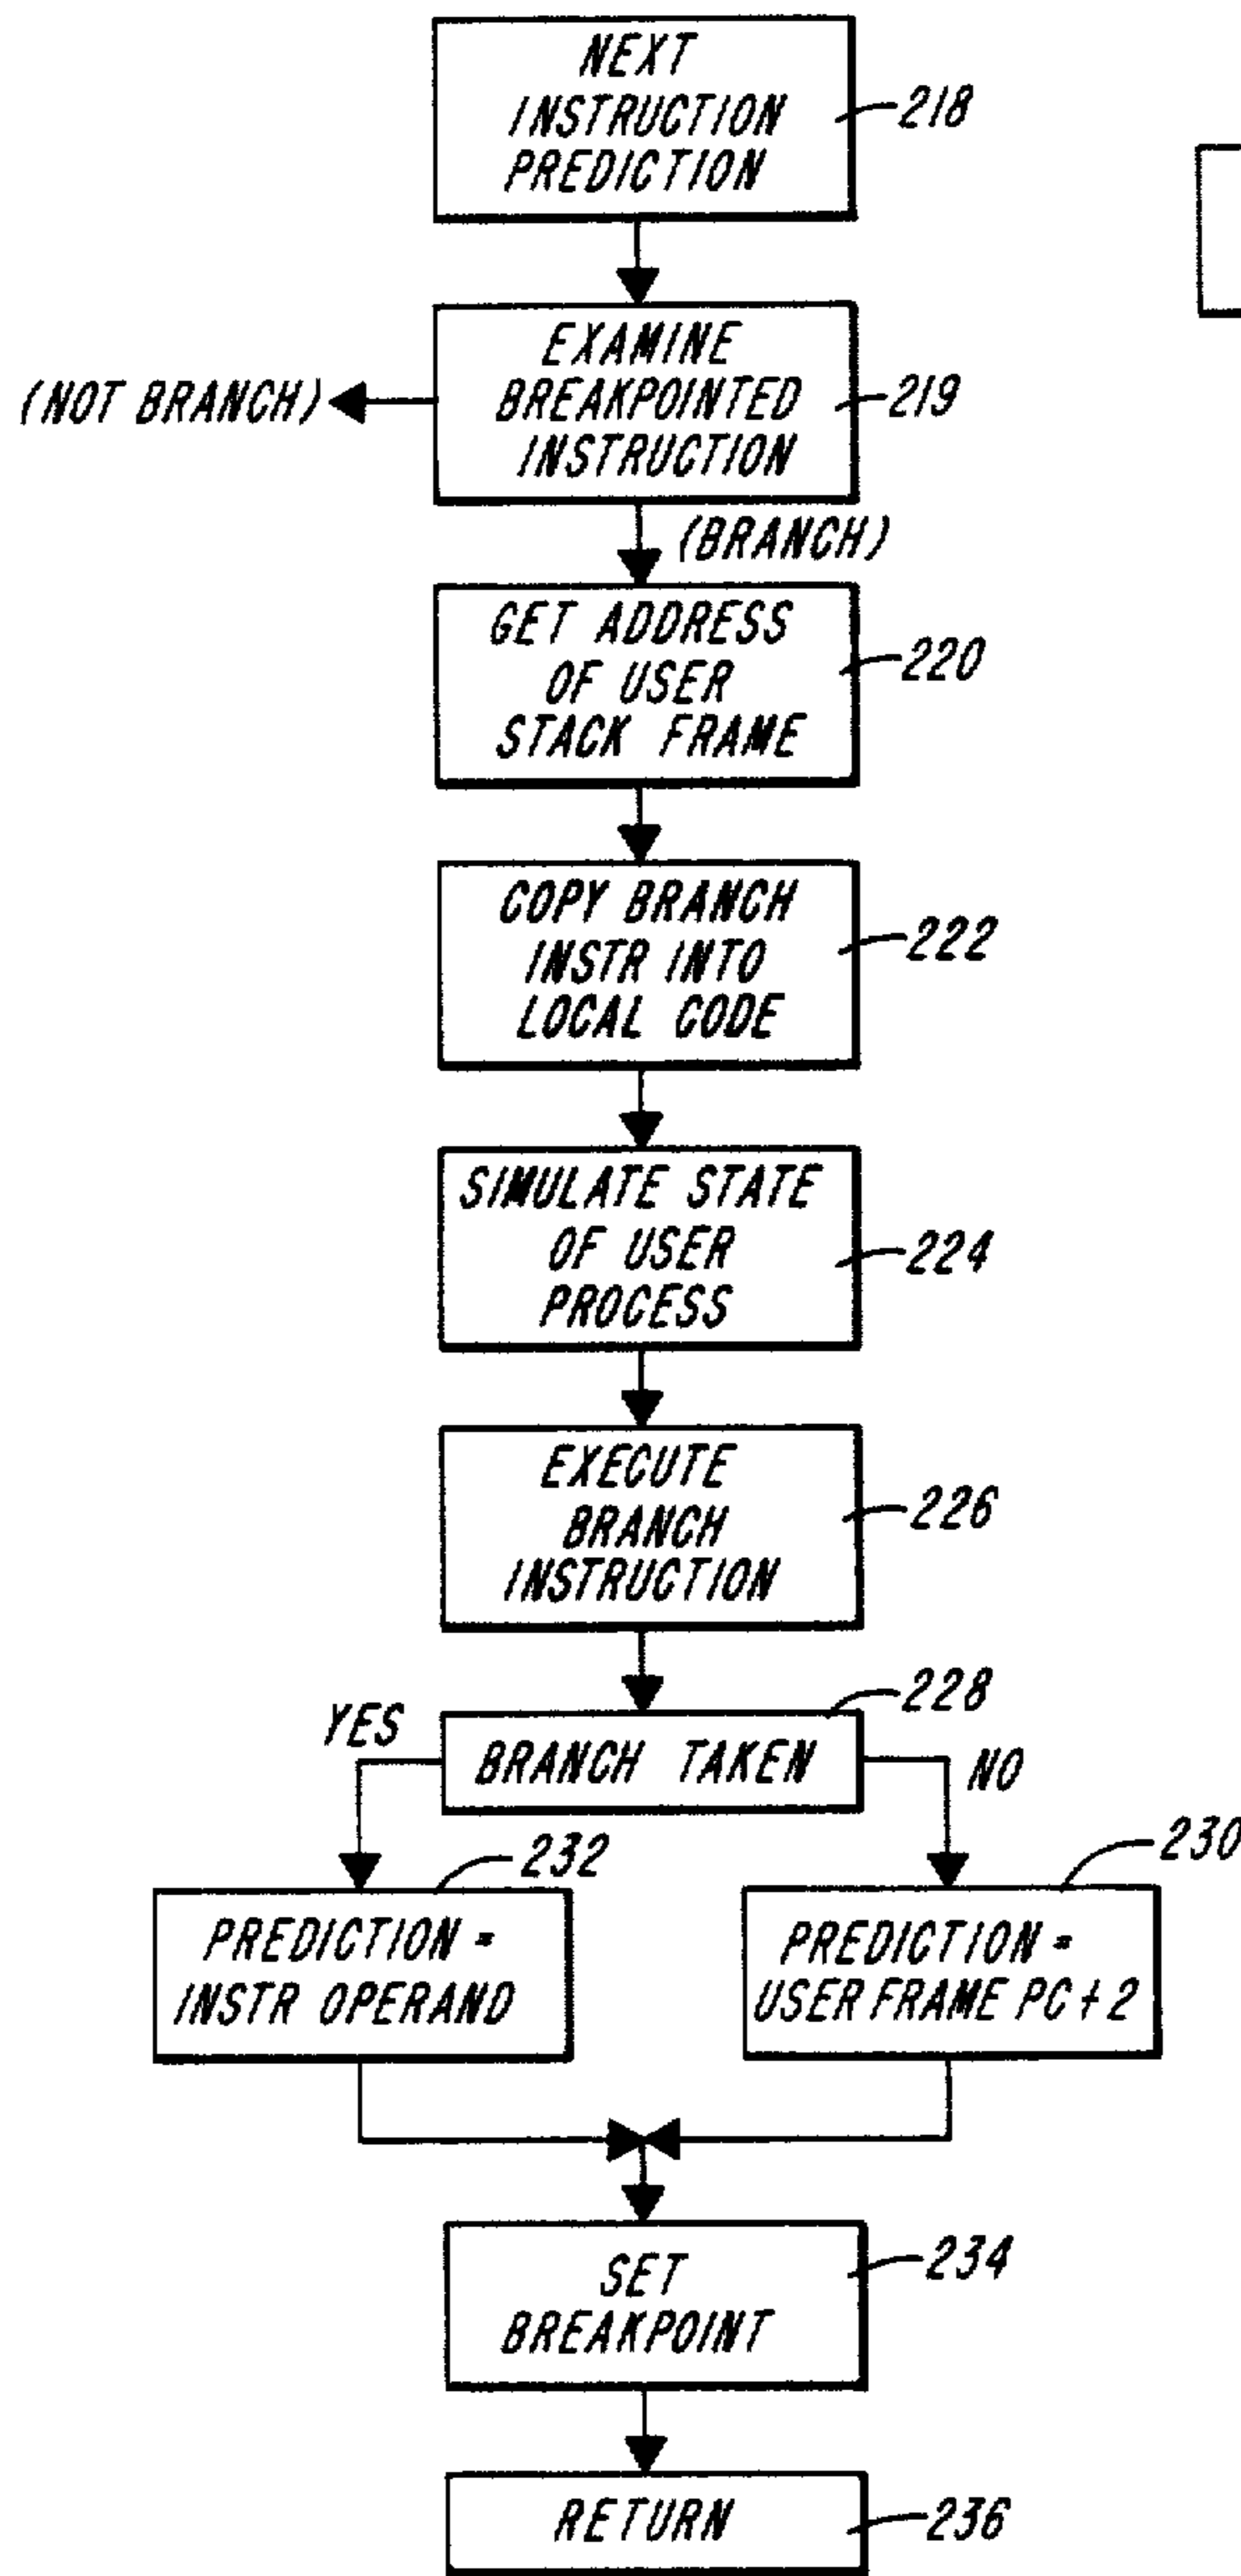 NEXT
INSTRUCTION
PREDICTION
218
EXAMINE
BREAKPOINTED
INSTRUCTION
219
(NOT BRANCH)
(BRANCH)
GET ADDRESS
OF USER
STACK FRAME
220
COPY BRANCH
INSTR INTO
LOCAL CODE
222
SIMULATE STATE
OF USER
PROCESS
224
EXECUTE
BRANCH
INSTRUCTION
226
228
YES
BRANCH TAKEN
NO
232
230
PREDICTION =
INSTR OPERAND
PREDICTION =
USER FRAME PC + 2
SET
BREAKPOINT
234
RETURN
236